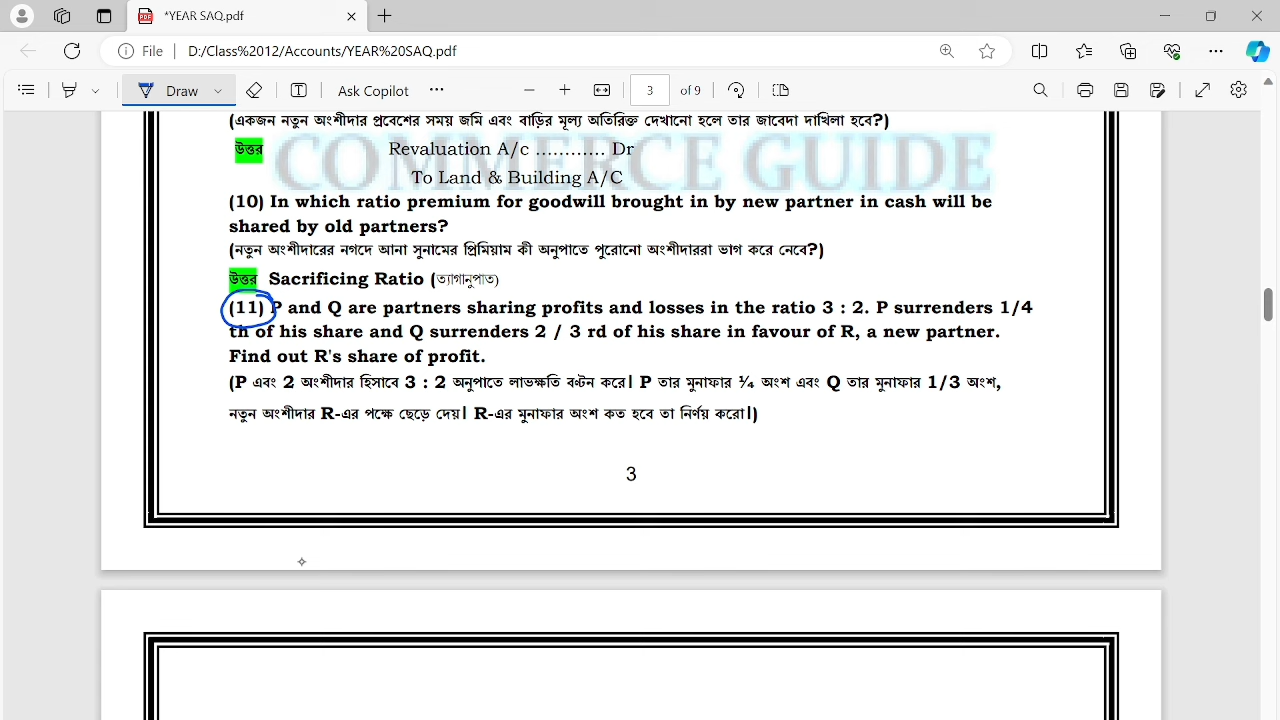 *YEAR SAQ.pdf
File | D:/Class%2012/Accounts/YEAR%20SAQ.pdf
Draw Ask Copilot 3 of 9
(একজন নতুন অংশীদার প্রবেশের সময় জমি এবং বাড়ির মূল্য অতিরিক্ত দেখানো হলে তার জাবেদা দাখিলা হবে?)
COMMERCE GUIDE
উত্তর Revaluation A/c ............ Dr
To Land & Building A/C
(10) In which ratio premium for goodwill brought in by new partner in cash will be
shared by old partners?
(নতুন অংশীদারের নগদে আনা সুনামের প্রিমিয়াম কী অনুপাতে পুরোনো অংশীদাররা ভাগ করে নেবে?)
উত্তর Sacrificing Ratio (ত্যাগানুপাত)
(11) P and Q are partners sharing profits and losses in the ratio 3 : 2. P surrenders 1/4
th of his share and Q surrenders 2 / 3 rd of his share in favour of R, a new partner.
Find out R's share of profit.
(P এবং 2 অংশীদার হিসাবে 3 : 2 অনুপাতে লাভক্ষতি বণ্টন করে। P তার মুনাফার ¼ অংশ এবং Q তার মুনাফার 1/3 অংশ,
নতুন অংশীদার R-এর পক্ষে ছেড়ে দেয়। R-এর মুনাফার অংশ কত হবে তা নির্ণয় করো।)
3